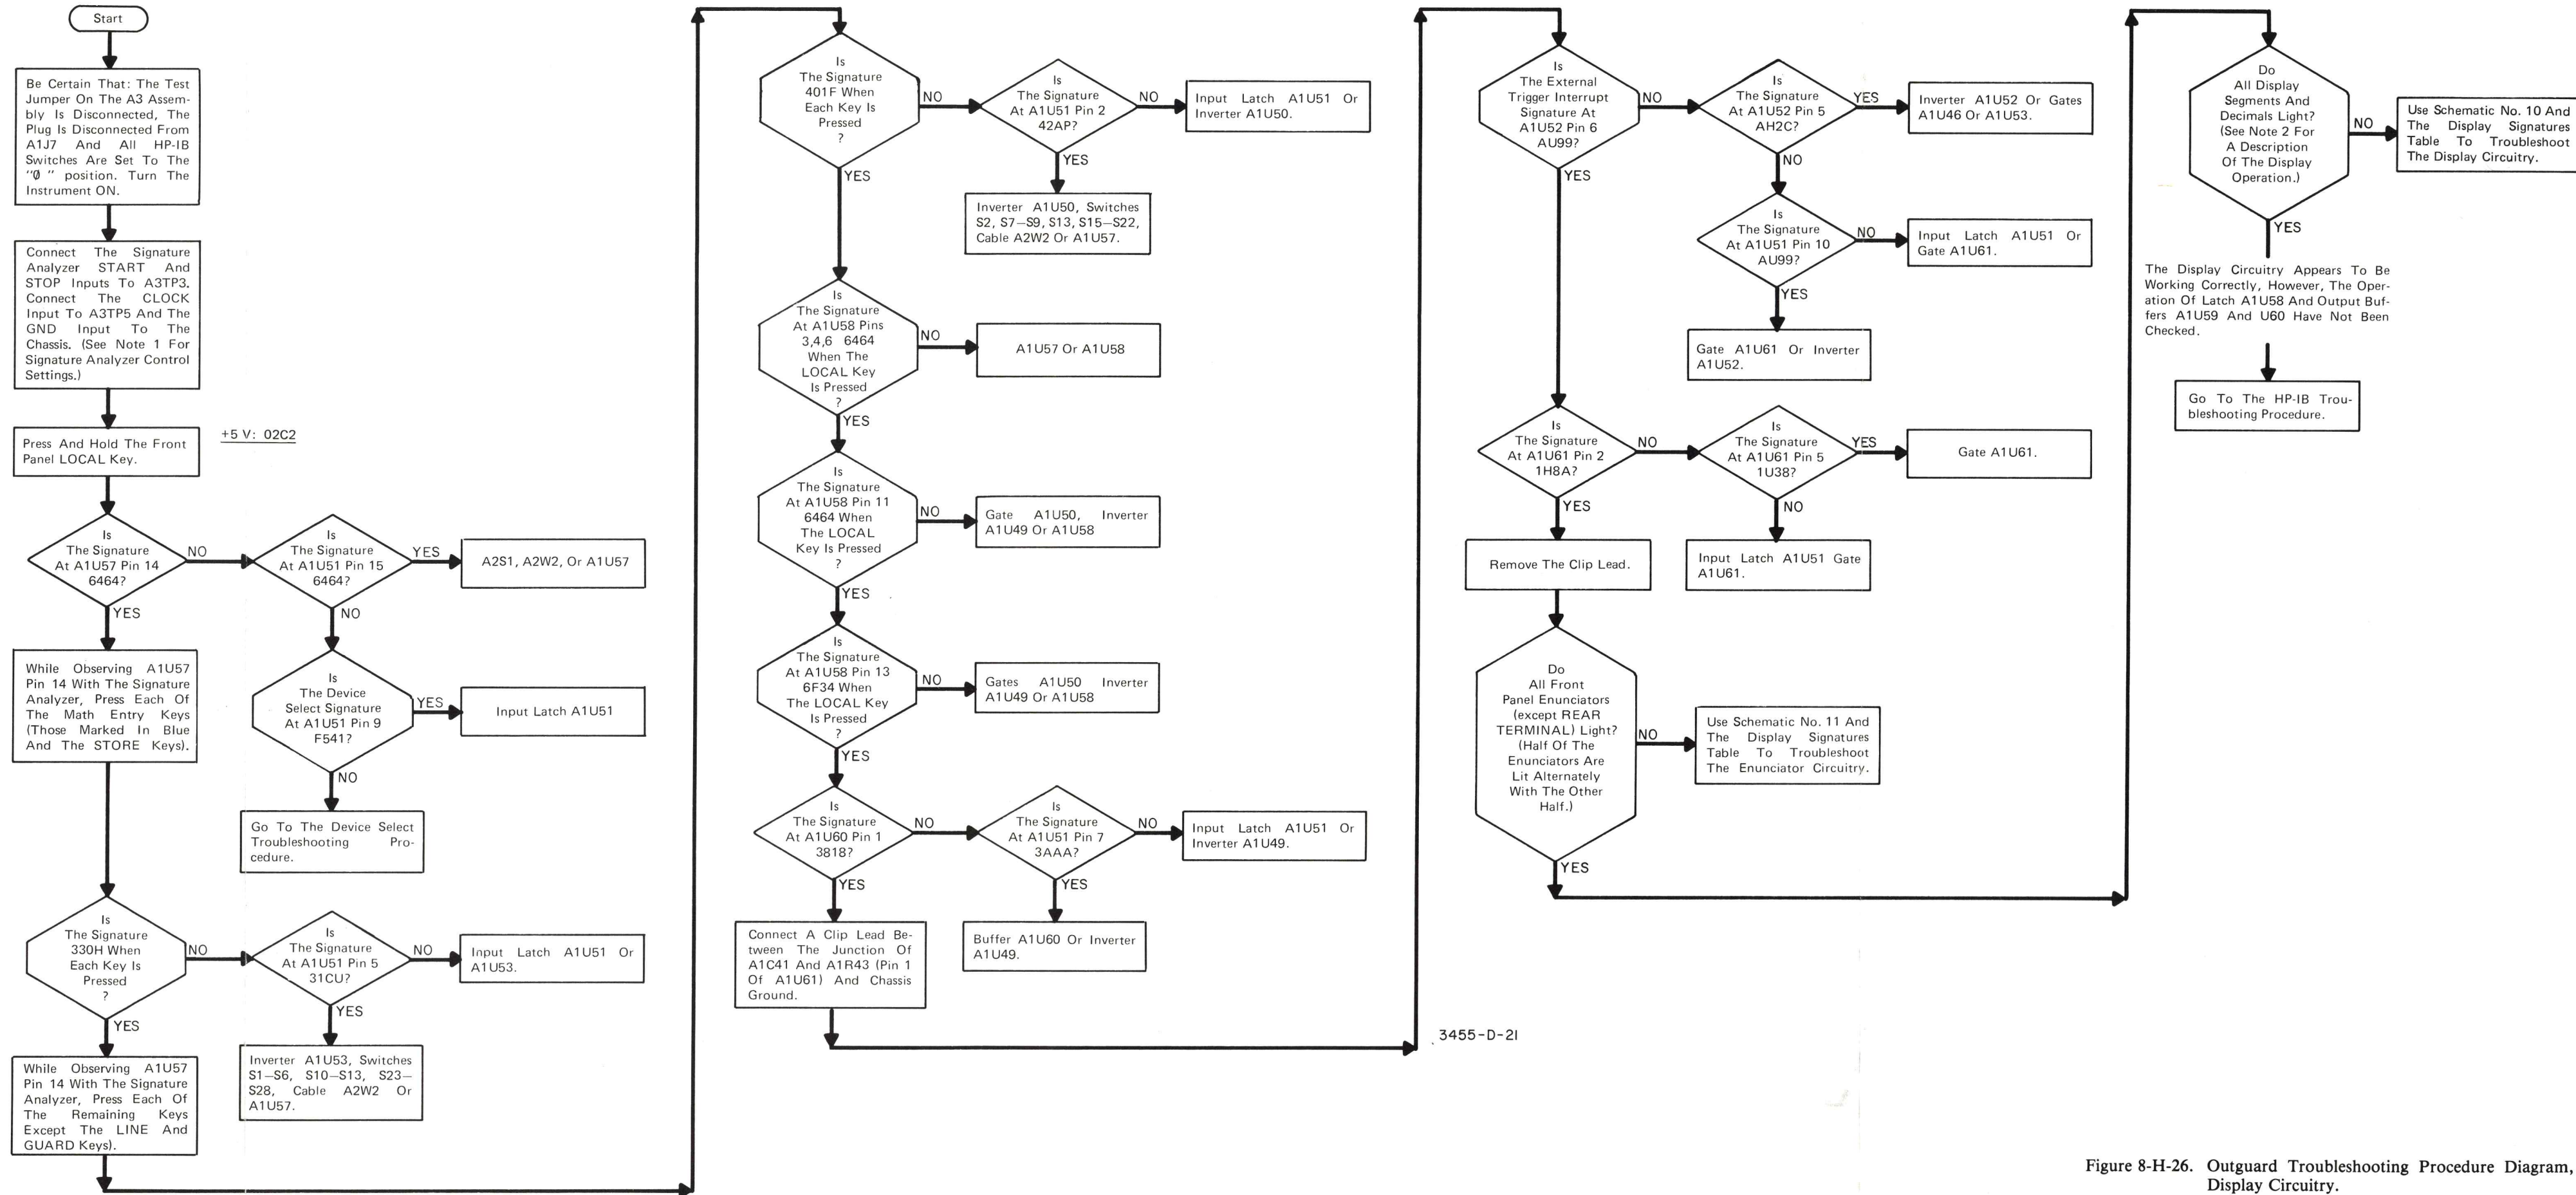 Start
Be Certain That: The Test
Jumper On The A3 Assem-
bly Is Disconnected, The
Plug Is Disconnected From
A1J7 And All HP-IB
Switches Are Set To The
"Ø " position. Turn The
Instrument ON.
Connect The Signature
Analyzer START And
STOP Inputs To A3TP3.
Connect The CLOCK
Input To A3TP5 And The
GND Input To The
Chassis. (See Note 1 For
Signature Analyzer Control
Settings.)
Press And Hold The Front
Panel LOCAL Key.
+5 V: 02C2
Is
The Signature
At A1U57 Pin 14
6464?
NO
YES
Is
The Signature
At A1U51 Pin 15
6464?
YES
NO
A2S1, A2W2, Or A1U57
Is
The Device
Select Signature
At A1U51 Pin 9
F541?
YES
NO
Input Latch A1U51
Go To The Device Select
Troubleshooting Pro-
cedure.
While Observing A1U57
Pin 14 With The Signature
Analyzer, Press Each Of
The Math Entry Keys
(Those Marked In Blue
And The STORE Keys).
Is
The Signature
330H When
Each Key Is
Pressed
?
NO
YES
Is
The Signature
At A1U51 Pin 5
31CU?
NO
YES
Input Latch A1U51 Or
A1U53.
Inverter A1U53, Switches
S1–S6, S10–S13, S23–
S28, Cable A2W2 Or
A1U57.
While Observing A1U57
Pin 14 With The Signature
Analyzer, Press Each Of
The Remaining Keys
Except The LINE And
GUARD Keys).
Is
The Signature
401F When
Each Key Is
Pressed
?
NO
YES
Is
The Signature
At A1U51 Pin 2
42AP?
NO
YES
Input Latch A1U51 Or
Inverter A1U50.
Inverter A1U50, Switches
S2, S7–S9, S13, S15–S22,
Cable A2W2 Or A1U57.
Is
The Signature
At A1U58 Pins
3,4,6 6464
When The
LOCAL Key
Is Pressed
?
NO
YES
A1U57 Or A1U58
Is
The Signature
At A1U58 Pin 11
6464 When
The LOCAL
Key Is Pressed
?
NO
YES
Gate A1U50, Inverter
A1U49 Or A1U58
Is
The Signature
At A1U58 Pin 13
6F34 When
The LOCAL Key
Is Pressed
?
NO
YES
Gates A1U50 Inverter
A1U49 Or A1U58
Is
The Signature
At A1U60 Pin 1
3818?
NO
YES
Is
The Signature
At A1U51 Pin 7
3AAA?
NO
YES
Input Latch A1U51 Or
Inverter A1U49.
Buffer A1U60 Or Inverter
A1U49.
Connect A Clip Lead Be-
tween The Junction Of
A1C41 And A1R43 (Pin 1
Of A1U61) And Chassis
Ground.
3455-D-21
Is
The External
Trigger Interrupt
Signature At
A1U52 Pin 6
AU99?
NO
YES
Is
The Signature
At A1U52 Pin 5
AH2C?
YES
NO
Inverter A1U52 Or Gates
A1U46 Or A1U53.
Is
The Signature
At A1U51 Pin 10
AU99?
NO
YES
Input Latch A1U51 Or
Gate A1U61.
Gate A1U61 Or Inverter
A1U52.
Is
The Signature
At A1U61 Pin 2
1H8A?
NO
YES
Is
The Signature
At A1U61 Pin 5
1U38?
YES
NO
Gate A1U61.
Input Latch A1U51 Gate
A1U61.
Remove The Clip Lead.
Do
All Front
Panel Enunciators
(except REAR
TERMINAL) Light?
(Half Of The
Enunciators Are
Lit Alternately
With The Other
Half.)
NO
YES
Use Schematic No. 11 And
The Display Signatures
Table To Troubleshoot
The Enunciator Circuitry.
Do
All Display
Segments And
Decimals Light?
(See Note 2 For
A Description
Of The Display
Operation.)
NO
YES
Use Schematic No. 10 And
The Display Signatures
Table To Troubleshoot
The Display Circuitry.
The Display Circuitry Appears To Be
Working Correctly, However, The Oper-
ation Of Latch A1U58 And Output Buf-
fers A1U59 And U60 Have Not Been
Checked.
Go To The HP-IB Trou-
bleshooting Procedure.
Figure 8-H-26. Outguard Troubleshooting Procedure Diagram,
Display Circuitry.